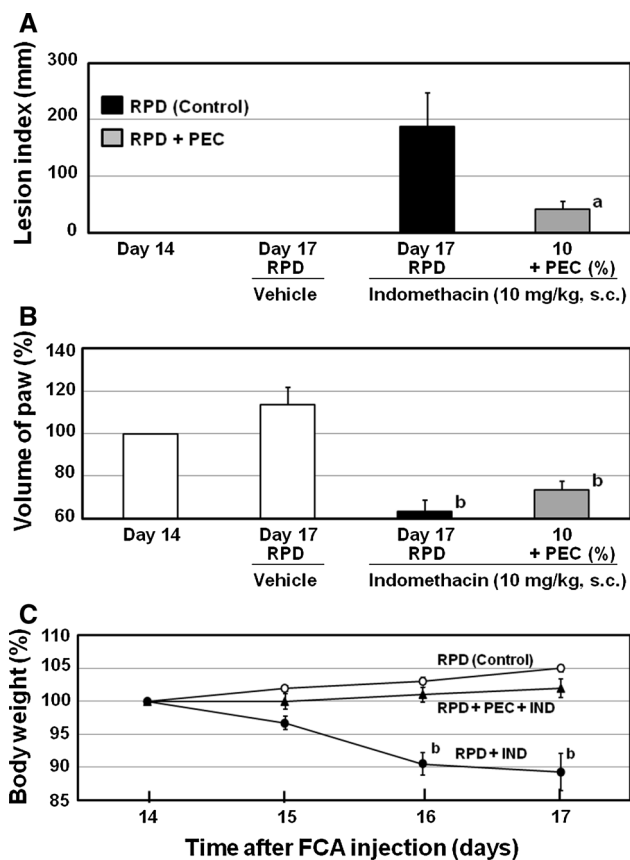 A
Lesion index (mm)
300
200
100
0
RPD (Control)
RPD + PEC
a
Day 14
Day 17
RPD
Vehicle
Day 17
RPD
10
+ PEC (%)
Indomethacin (10 mg/kg, s.c.)
B
Volume of paw (%)
140
120
100
80
60
b
b
Day 14
Day 17
RPD
Vehicle
Day 17
RPD
10
+ PEC (%)
Indomethacin (10 mg/kg, s.c.)
C
Body weight (%)
110
105
100
95
90
85
RPD (Control)
RPD + PEC + IND
b
RPD + IND
b
14
15
16
17
Time after FCA injection (days)